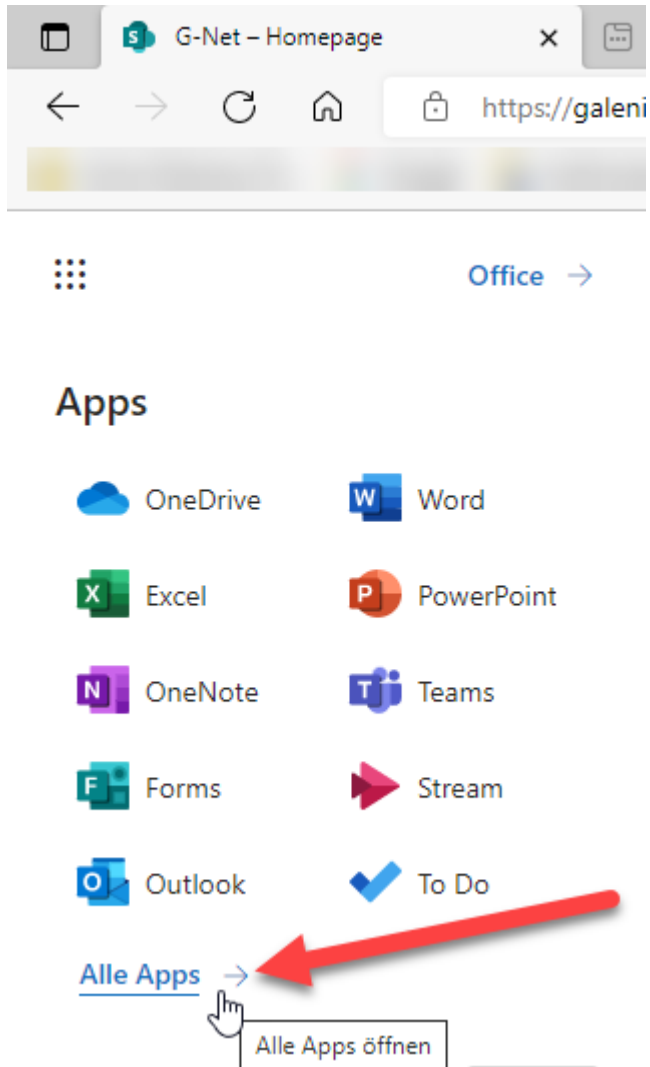 G-Net – Homepage
https://galeni
Office
Apps
OneDrive
Word
Excel
PowerPoint
OneNote
Teams
Forms
Stream
Outlook
To Do
Alle Apps
Alle Apps öffnen